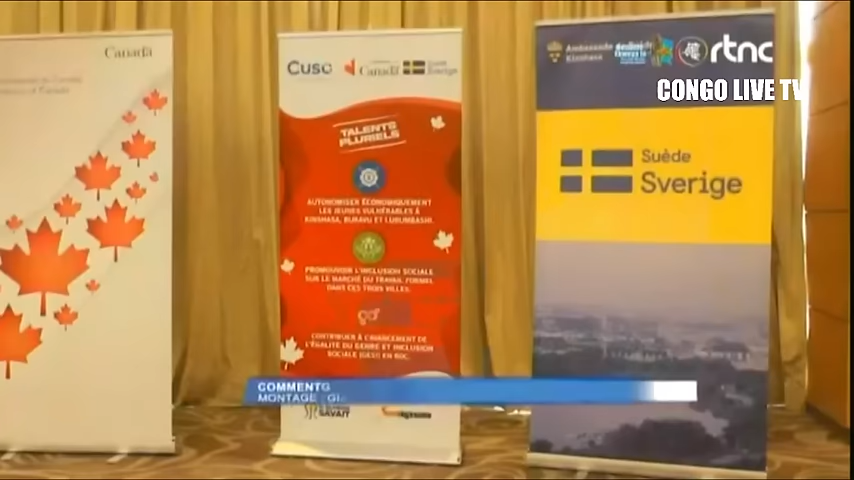 Canada
Cuso
Canada
Suède
Sverige
TALENTS
PLURIELS
AUTONOMISER ÉCONOMIQUEMENT
LES JEUNES VULNÉRABLES À
KINSHASA, BUKAVU ET LUBUMBASHI.
PROMOUVOIR L'INCLUSION SOCIALE
SUR LE MARCHÉ DU TRAVAIL FORMEL
DANS CES TROIS VILLES.
CONTRIBUER À L'AVANCEMENT DE
L'ÉGALITÉ DU GENRE ET INCLUSION
SOCIALE (GESI) EN RDC.
Ambassade
Kinshasa
rtnc
CONGO LIVE TV
Suède
Sverige
COMMENT
MONTAGE